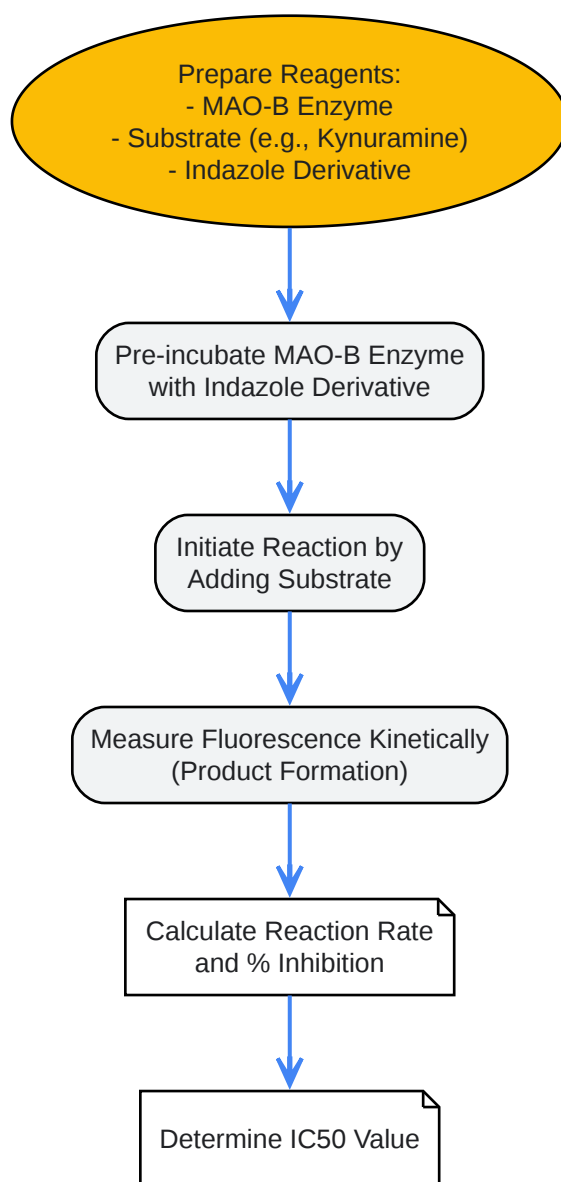 Prepare Reagents:
- MAO-B Enzyme
- Substrate (e.g., Kynuramine)
- Indazole Derivative
Pre-incubate MAO-B Enzyme
with Indazole Derivative
Initiate Reaction by
Adding Substrate
Measure Fluorescence Kinetically
(Product Formation)
Calculate Reaction Rate
and % Inhibition
Determine IC50 Value